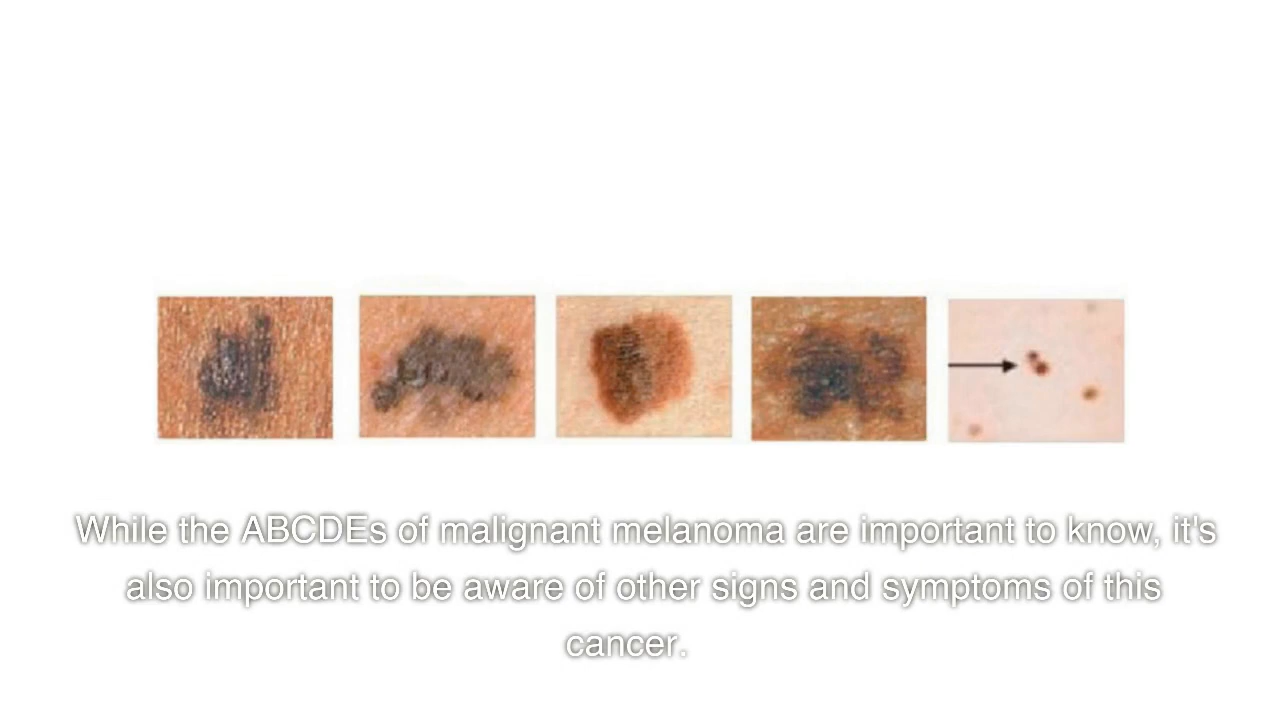 While the ABCDEs of malignant melanoma are important to know, it's
also important to be aware of other signs and symptoms of this
cancer.